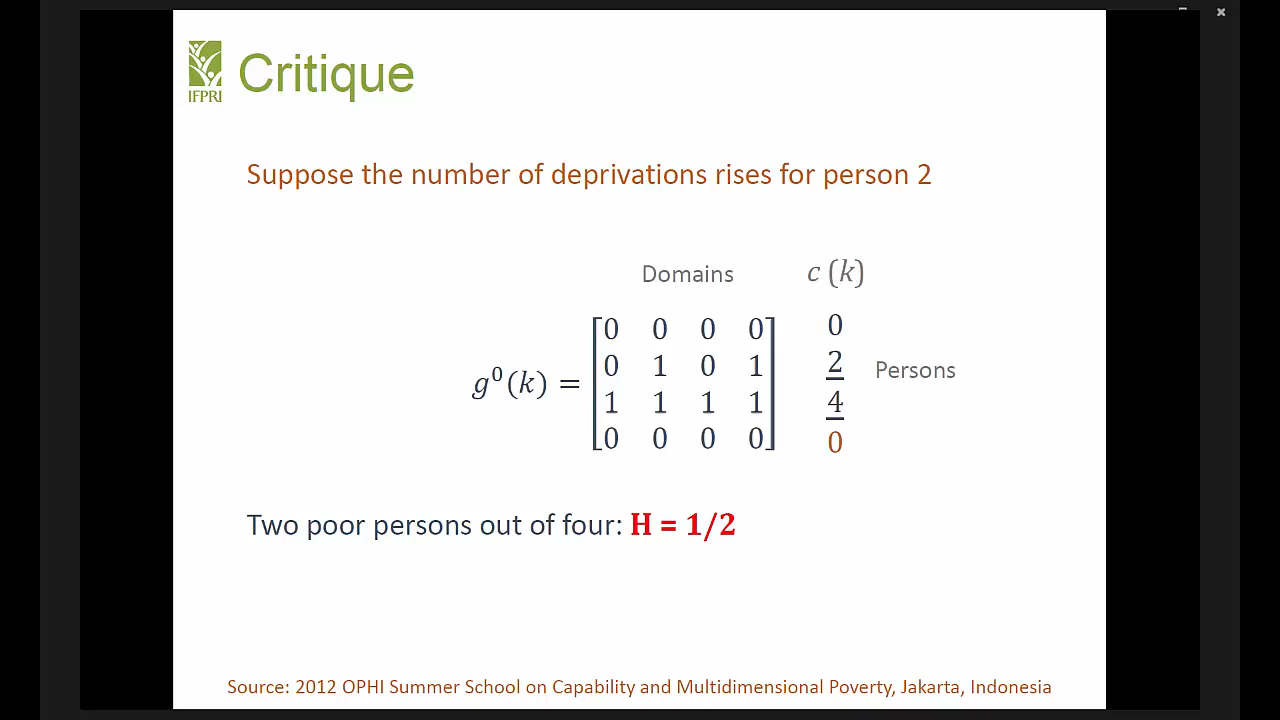 IFPRI
Critique
Suppose the number of deprivations rises for person 2
Domains c (k)
0 0 0 0 0
0 1 0 1 2
g⁰(k) = Persons
1 1 1 1 4
0 0 0 0 0
Two poor persons out of four: H = 1/2
Source: 2012 OPHI Summer School on Capability and Multidimensional Poverty, Jakarta, Indonesia